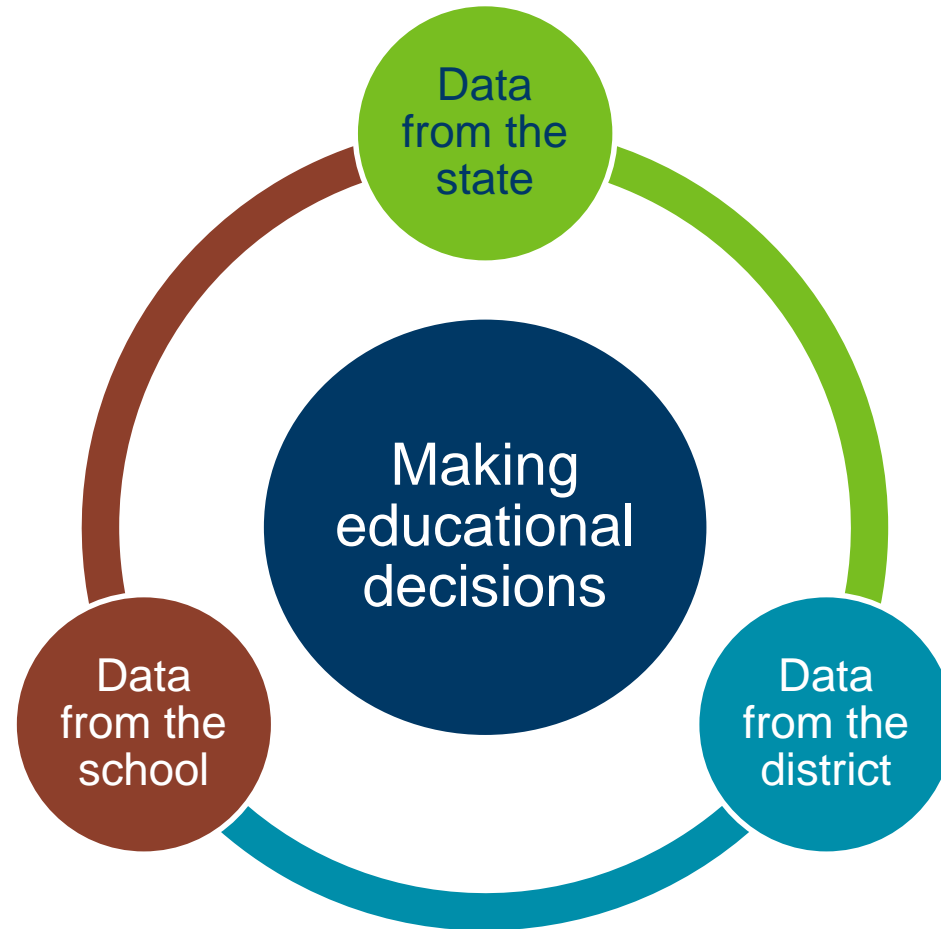 Data
from the
state
Making
educational
decisions
Data
from the
school
Data
from the
district